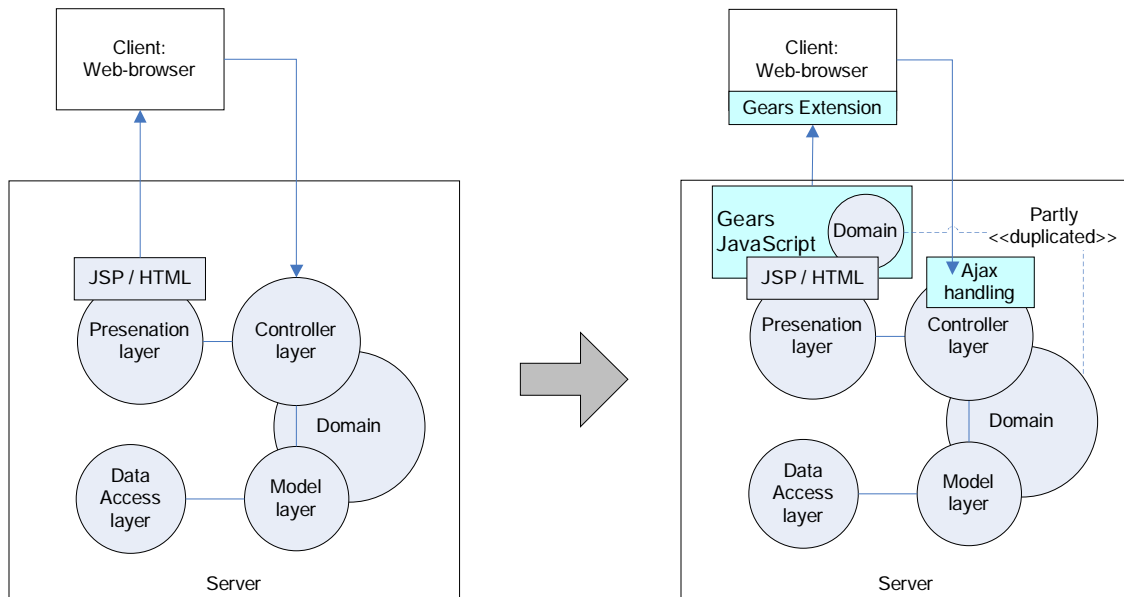 Client:
Web-browser
JSP / HTML
Presenation
layer
Controller
layer
Domain
Data
Access
layer
Model
layer
Server
Client:
Web-browser
Gears Extension
Gears
JavaScript
Domain
Partly
<<duplicated>>
JSP / HTML
Ajax
handling
Presenation
layer
Controller
layer
Domain
Data
Access
layer
Model
layer
Server